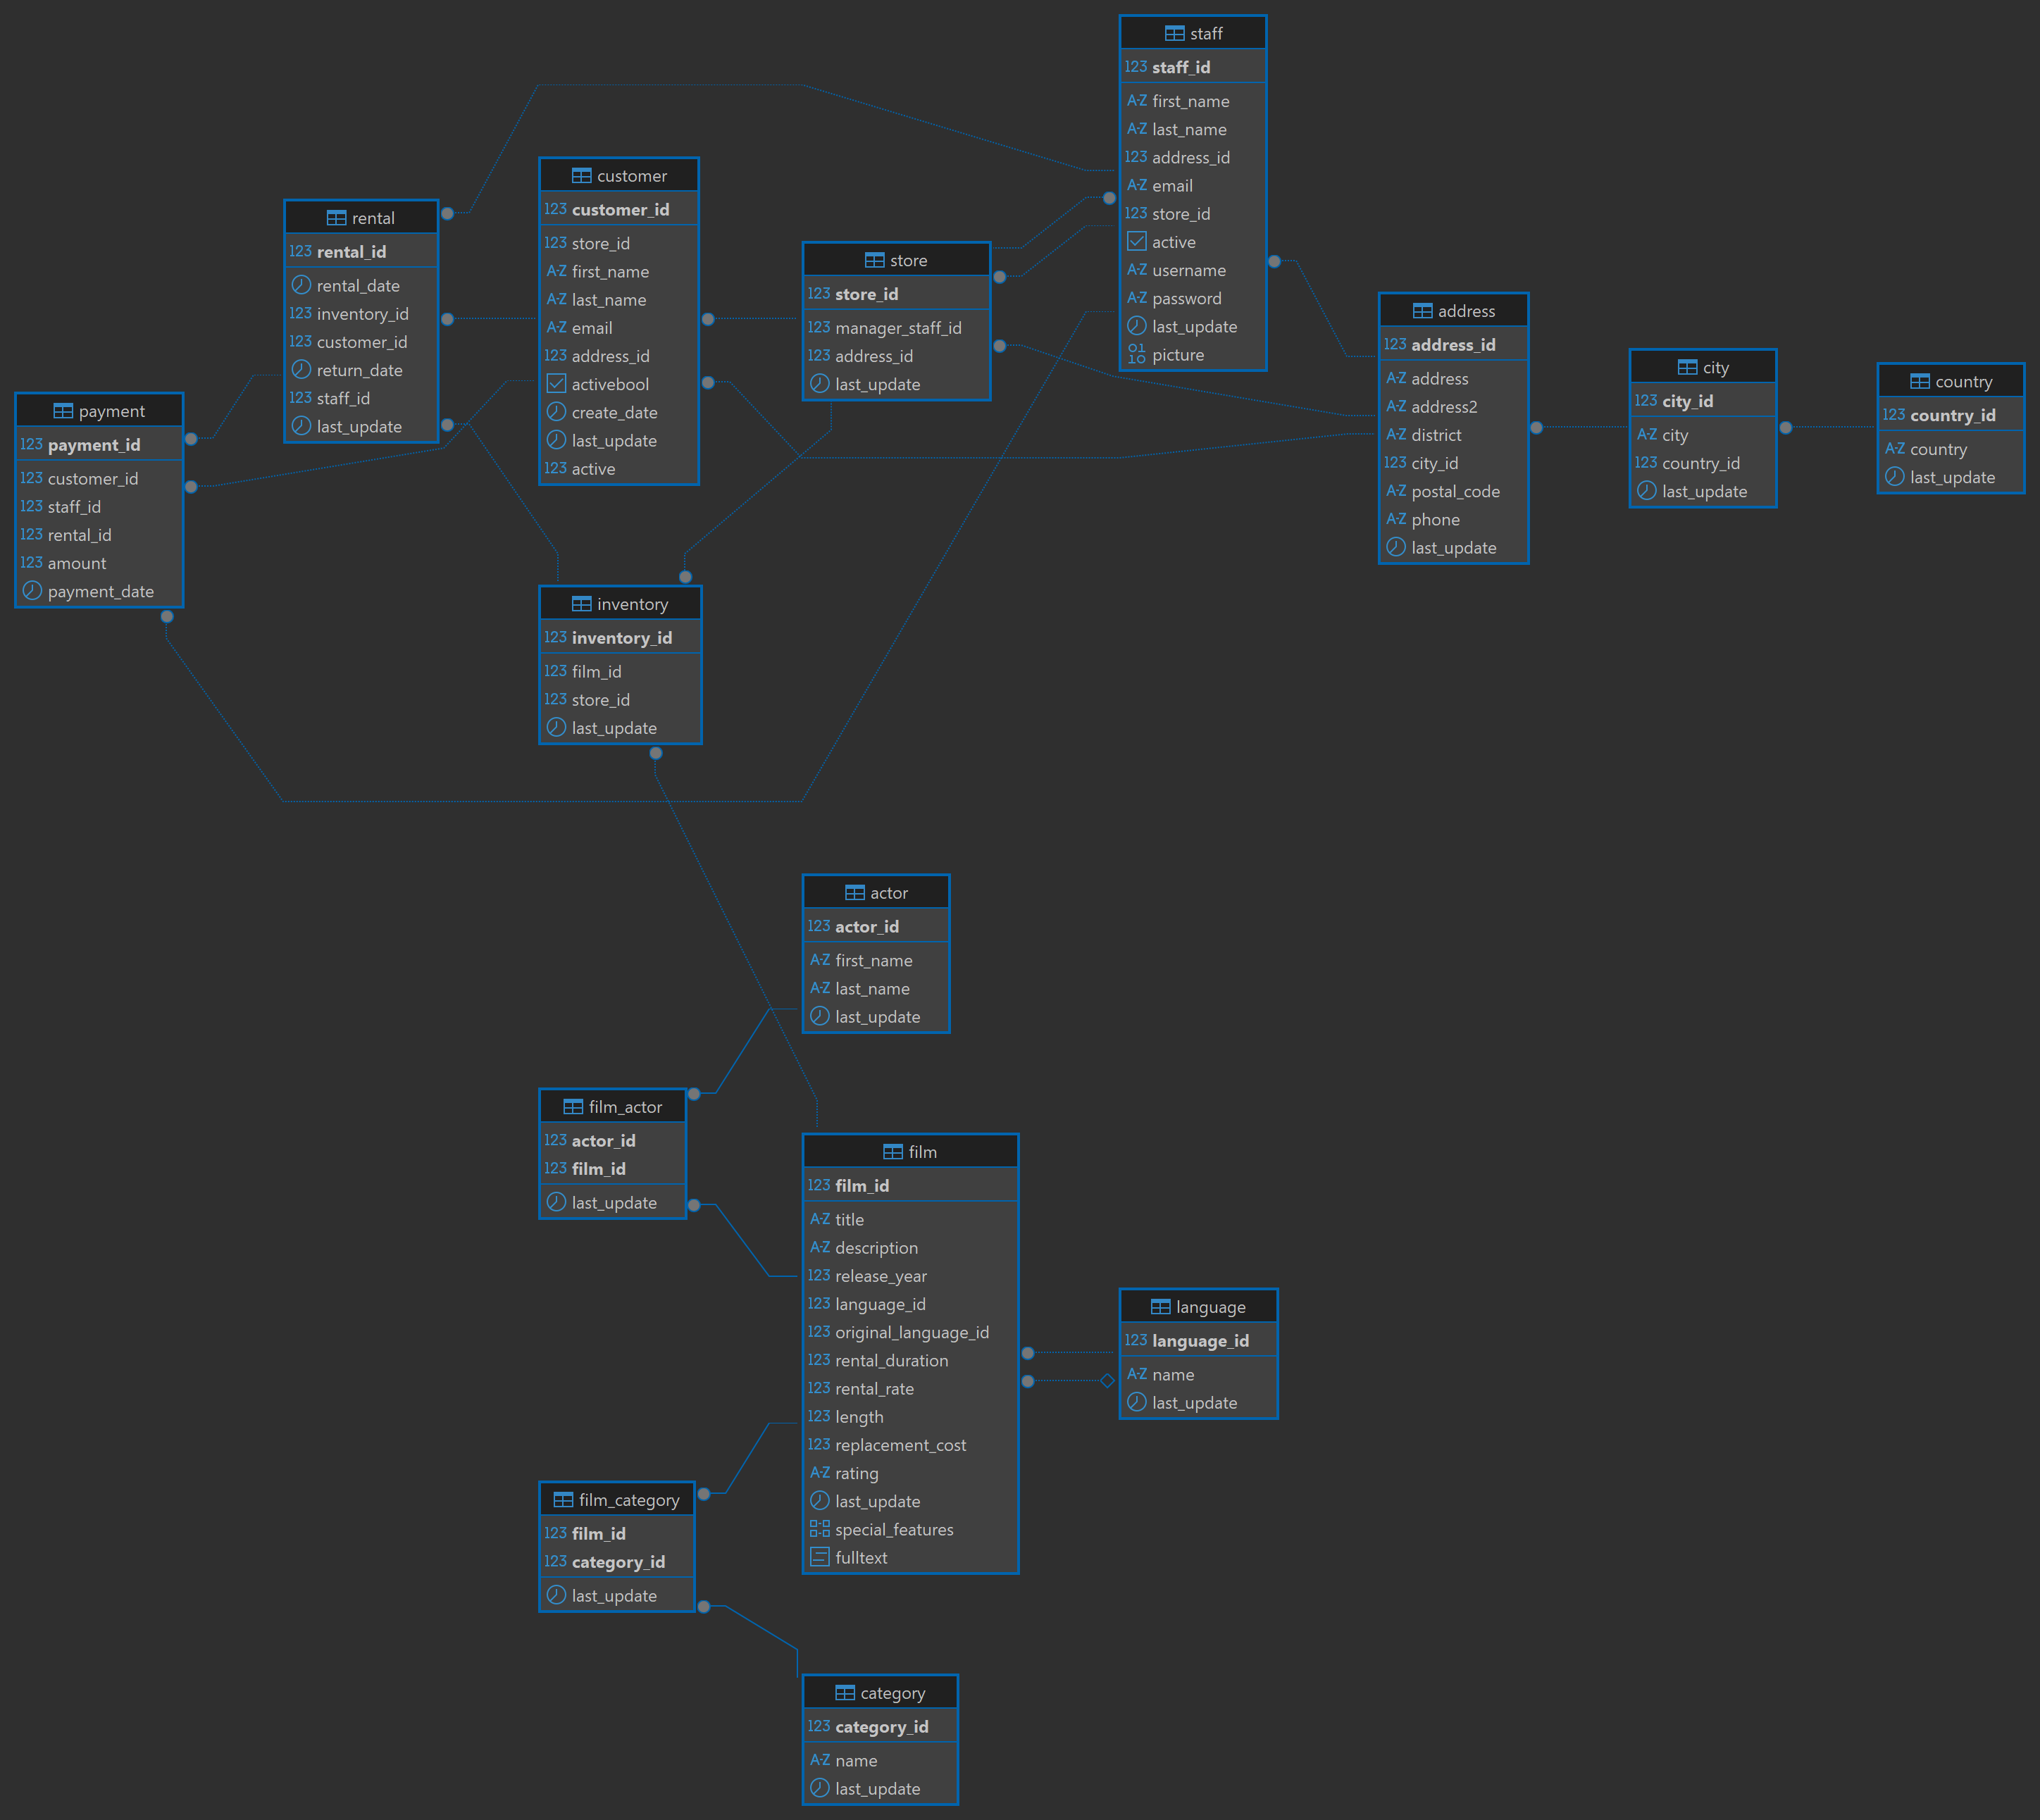 staff
123 staff_id
A-Z first_name
A-Z last_name
123 address_id
A-Z email
123 store_id
active
A-Z username
A-Z password
last_update
01
10 picture
customer
123 customer_id
123 store_id
A-Z first_name
A-Z last_name
A-Z email
123 address_id
activebool
create_date
last_update
123 active
rental
123 rental_id
rental_date
123 inventory_id
123 customer_id
return_date
123 staff_id
last_update
store
123 store_id
123 manager_staff_id
123 address_id
last_update
address
123 address_id
A-Z address
A-Z address2
A-Z district
123 city_id
A-Z postal_code
A-Z phone
last_update
city
123 city_id
A-Z city
123 country_id
last_update
country
123 country_id
A-Z country
last_update
payment
123 payment_id
123 customer_id
123 staff_id
123 rental_id
123 amount
payment_date
inventory
123 inventory_id
123 film_id
123 store_id
last_update
actor
123 actor_id
A-Z first_name
A-Z last_name
last_update
film_actor
123 actor_id
123 film_id
last_update
film
123 film_id
A-Z title
A-Z description
123 release_year
123 language_id
123 original_language_id
123 rental_duration
123 rental_rate
123 length
123 replacement_cost
A-Z rating
last_update
special_features
fulltext
language
123 language_id
A-Z name
last_update
film_category
123 film_id
123 category_id
last_update
category
123 category_id
A-Z name
last_update